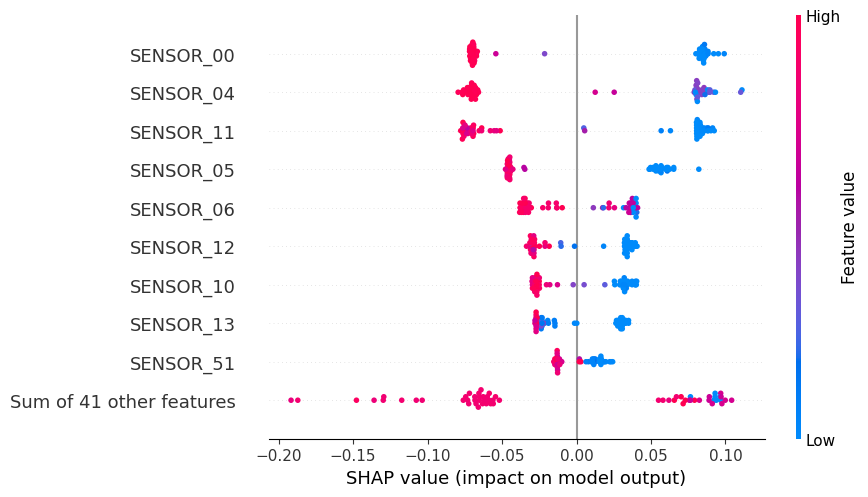 High
SENSOR_00
SENSOR_04
SENSOR_11
SENSOR_05
SENSOR_06
SENSOR_12
SENSOR_10
SENSOR_13
SENSOR_51
Sum of 41 other features
Feature value
Low
−0.20 −0.15 −0.10 −0.05 0.00 0.05 0.10
SHAP value (impact on model output)